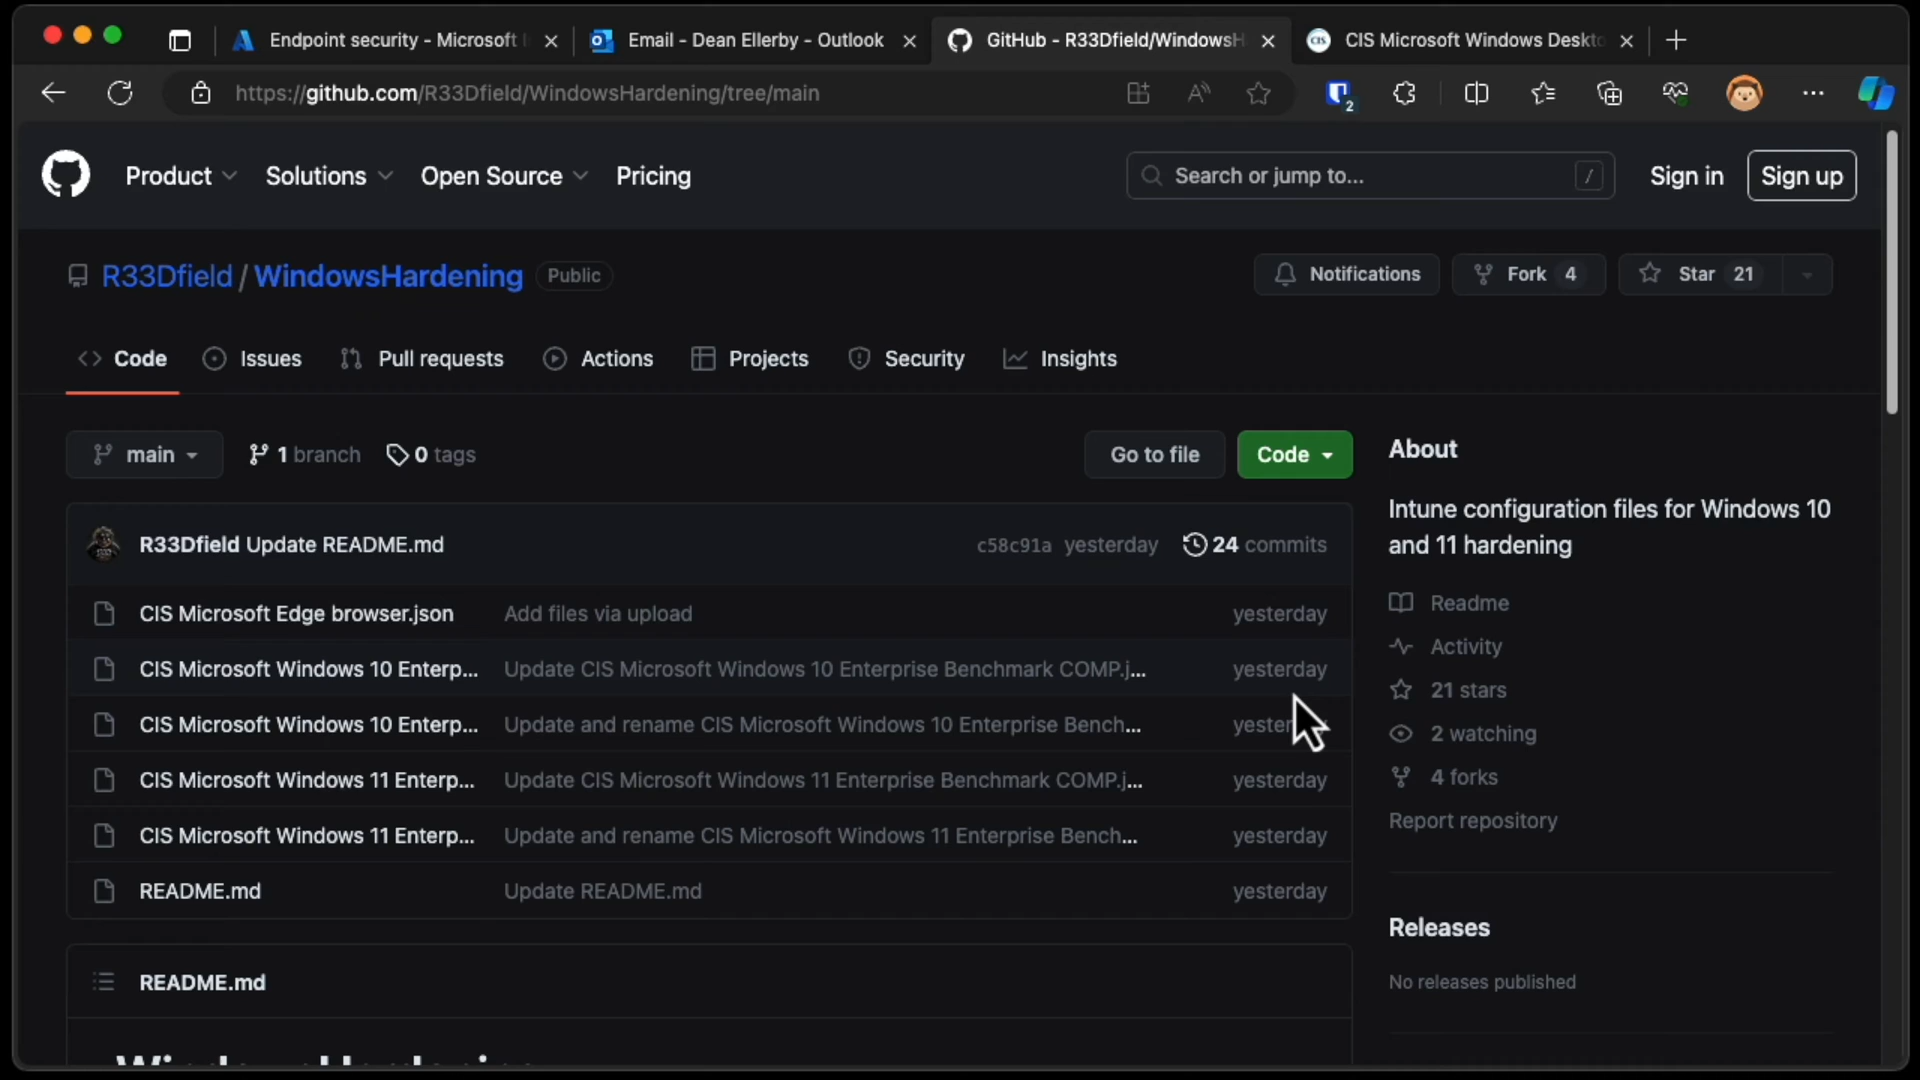 Endpoint security - Microsoft
Email - Dean Ellerby - Outlook
GitHub - R33Dfield/WindowsH
CIS Microsoft Windows Deskto
https://github.com/R33Dfield/WindowsHardening/tree/main
2
Product
Solutions
Open Source
Pricing
Search or jump to...
/
Sign in
Sign up
R33Dfield / WindowsHardening
Public
Notifications
Fork 4
Star 21
Code
Issues
Pull requests
Actions
Projects
Security
Insights
main
1 branch
0 tags
Go to file
Code
R33Dfield Update README.md
c58c91a yesterday
24 commits
CIS Microsoft Edge browser.json
Add files via upload
yesterday
CIS Microsoft Windows 10 Enterp...
Update CIS Microsoft Windows 10 Enterprise Benchmark COMP.j...
yesterday
CIS Microsoft Windows 10 Enterp...
Update and rename CIS Microsoft Windows 10 Enterprise Bench...
CIS Microsoft Windows 11 Enterp...
Update CIS Microsoft Windows 11 Enterprise Benchmark COMP.j...
yesterday
CIS Microsoft Windows 11 Enterp...
Update and rename CIS Microsoft Windows 11 Enterprise Bench...
yesterday
README.md
Update README.md
yesterday
README.md
About
Intune configuration files for Windows 10
and 11 hardening
Readme
Activity
21 stars
2 watching
4 forks
Report repository
Releases
No releases published